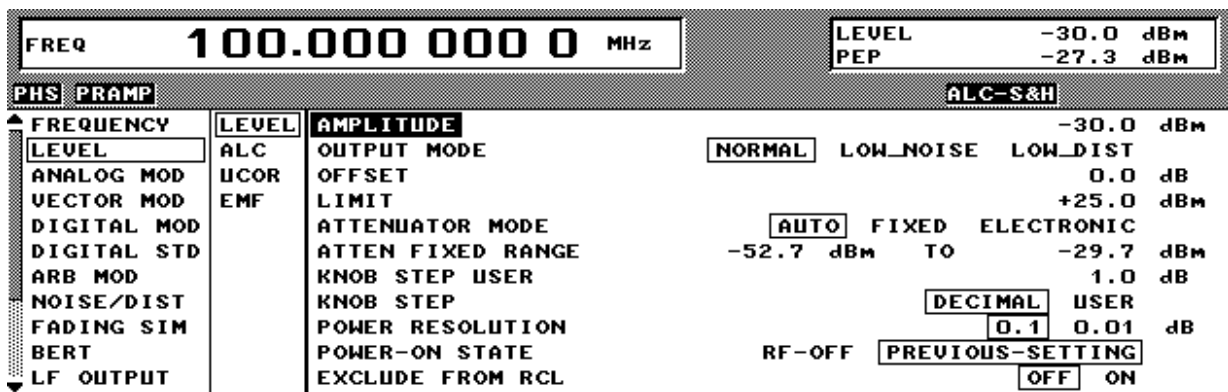 FREQ 100.000 000 0 MHz
LEVEL -30.0 dBm
PEP -27.3 dBm
PHS PRAMP ALC-S&H
FREQUENCY LEVEL AMPLITUDE -30.0 dBm
LEVEL ALC OUTPUT MODE NORMAL LOW_NOISE LOW_DIST
ANALOG MOD UCOR OFFSET 0.0 dB
VECTOR MOD EMF LIMIT +25.0 dBm
DIGITAL MOD ATTENUATOR MODE AUTO FIXED ELECTRONIC
DIGITAL STD ATTEN FIXED RANGE -52.7 dBm TO -29.7 dBm
ARB MOD KNOB STEP USER 1.0 dB
NOISE/DIST KNOB STEP DECIMAL USER
FADING SIM POWER RESOLUTION 0.1 0.01 dB
BERT POWER-ON STATE RF-OFF PREVIOUS-SETTING
LF OUTPUT EXCLUDE FROM RCL OFF ON